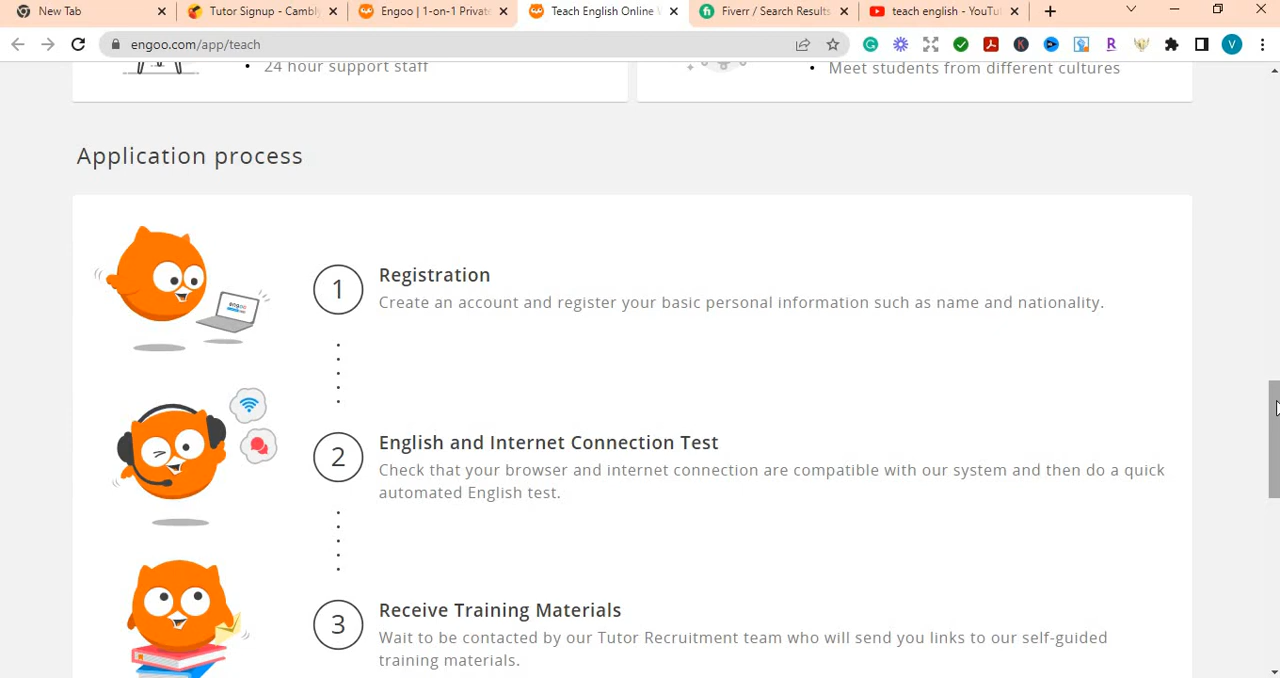 New Tab
Tutor Signup - Cambly
Engoo | 1-on-1 Private
Teach English Online
Fiverr / Search Results
teach english - YouTu
engoo.com/app/teach
V
24 hour support staff
Meet students from different cultures
Application process
1
Registration
Create an account and register your basic personal information such as name and nationality.
2
English and Internet Connection Test
Check that your browser and internet connection are compatible with our system and then do a quick
automated English test.
3
Receive Training Materials
Wait to be contacted by our Tutor Recruitment team who will send you links to our self-guided
training materials.